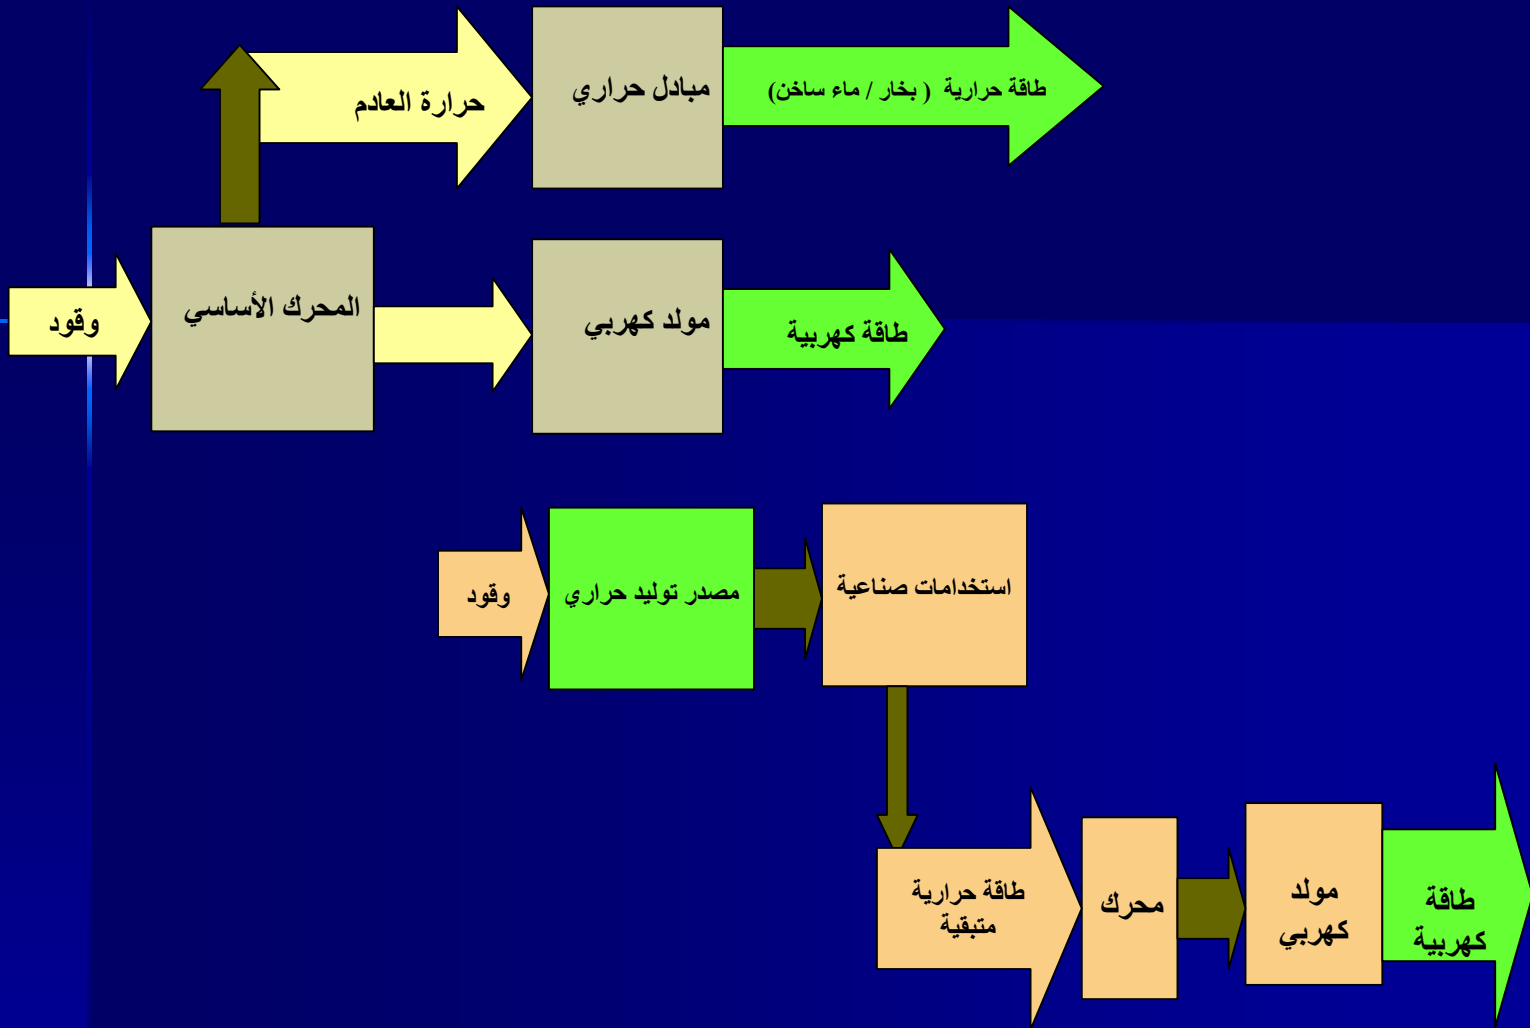 حرارة العادم
مبادل حراري
طاقة حرارية ( بخار / ماء ساخن)
وقود
المحرك الأساسي
مولد كهربي
طاقة كهربية
وقود
مصدر توليد حراري
استخدامات صناعية
طاقة حرارية
متبقية
محرك
مولد
كهربي
طاقة
كهربية